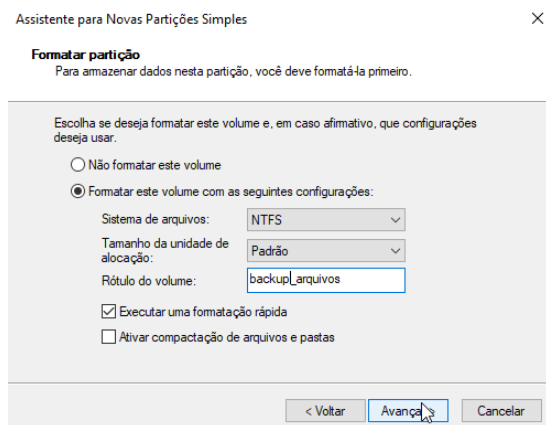 Assistente para Novas Partições Simples
Formatar partição
Para armazenar dados nesta partição, você deve formatá-la primeiro.
Escolha se deseja formatar este volume e, em caso afirmativo, que configurações
deseja usar.
Não formatar este volume
Formatar este volume com as seguintes configurações:
Sistema de arquivos: NTFS
Tamanho da unidade de
alocação: Padrão
Rótulo do volume: backup_arquivos
Executar uma formatação rápida
Ativar compactação de arquivos e pastas
< Voltar Avançar > Cancelar